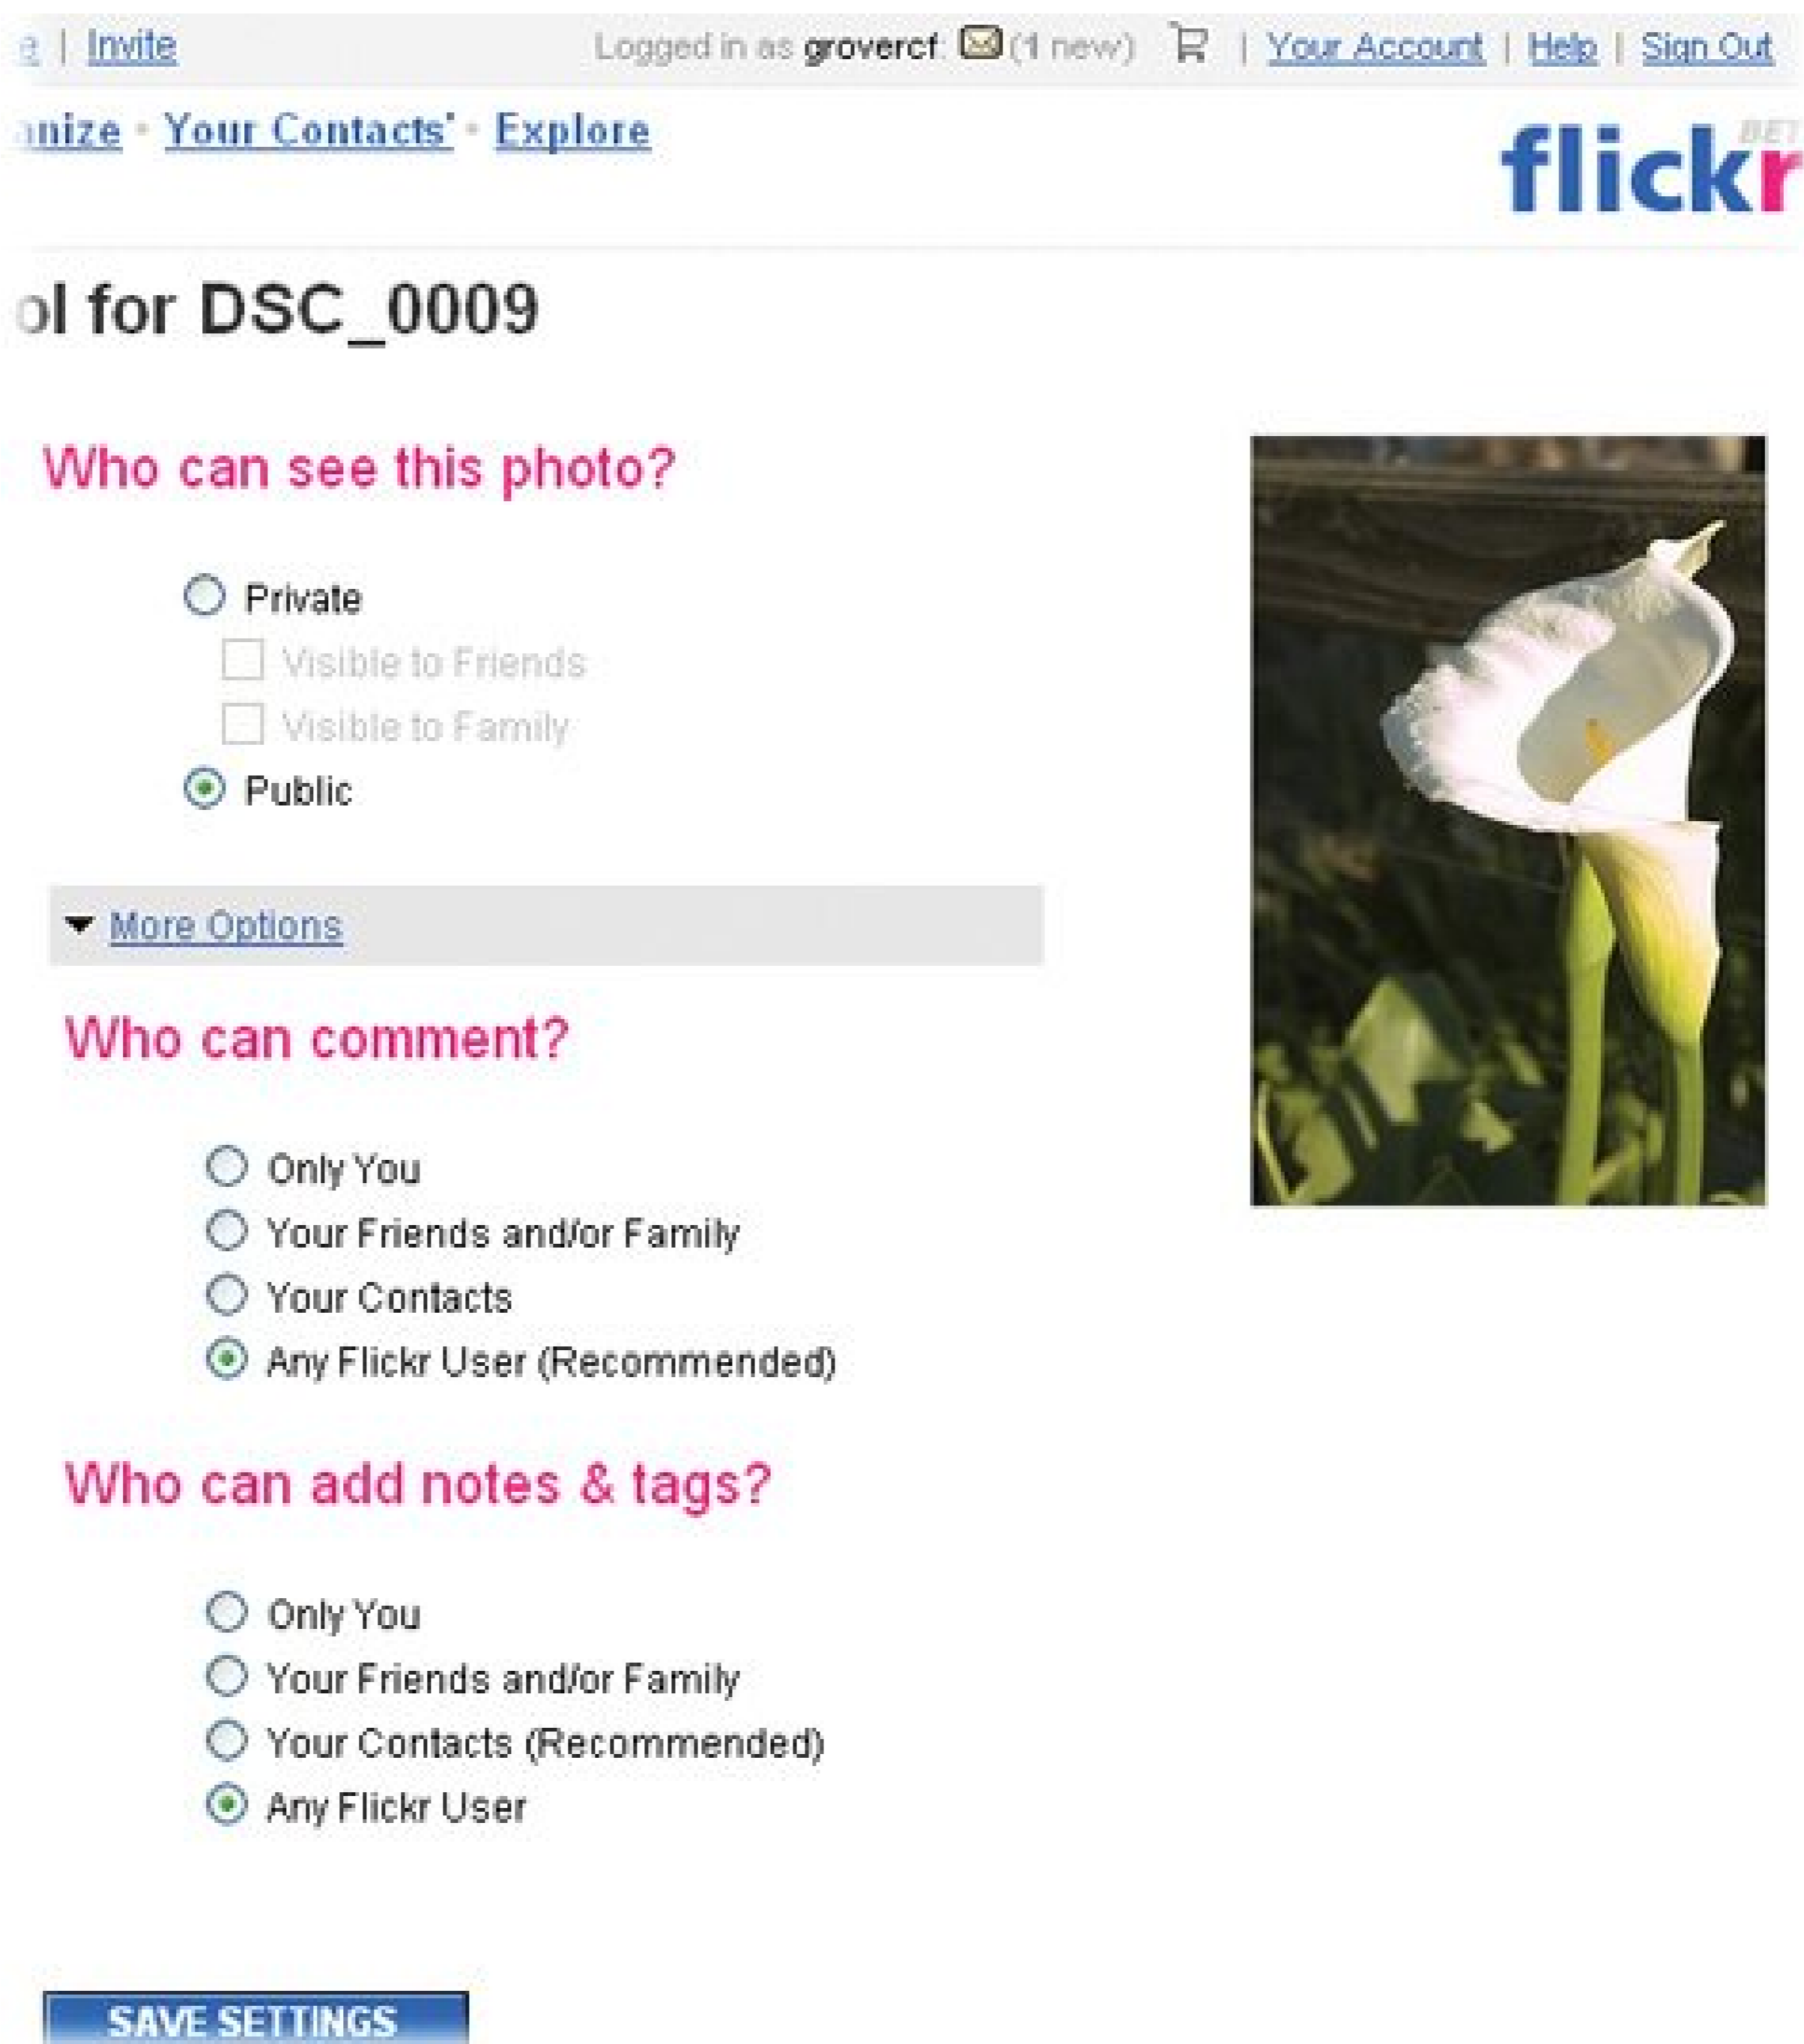 e | Invite Logged in as grovercf: (1 new) | Your Account | Help | Sign Out
anize · Your Contacts' · Explore
flickr BET
ol for DSC_0009
Who can see this photo?
Private
Visible to Friends
Visible to Family
Public
More Options
Who can comment?
Only You
Your Friends and/or Family
Your Contacts
Any Flickr User (Recommended)
Who can add notes & tags?
Only You
Your Friends and/or Family
Your Contacts (Recommended)
Any Flickr User
SAVE SETTINGS